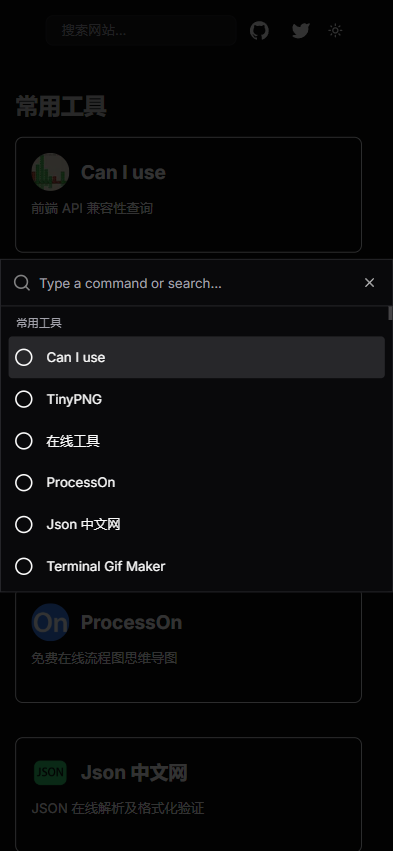 搜索网站...
常用工具
Can I use
前端 API 兼容性查询
Type a command or search...
常用工具
Can I use
TinyPNG
在线工具
ProcessOn
Json 中文网
Terminal Gif Maker
On
ProcessOn
免费在线流程图思维导图
JSON
Json 中文网
JSON 在线解析及格式化验证